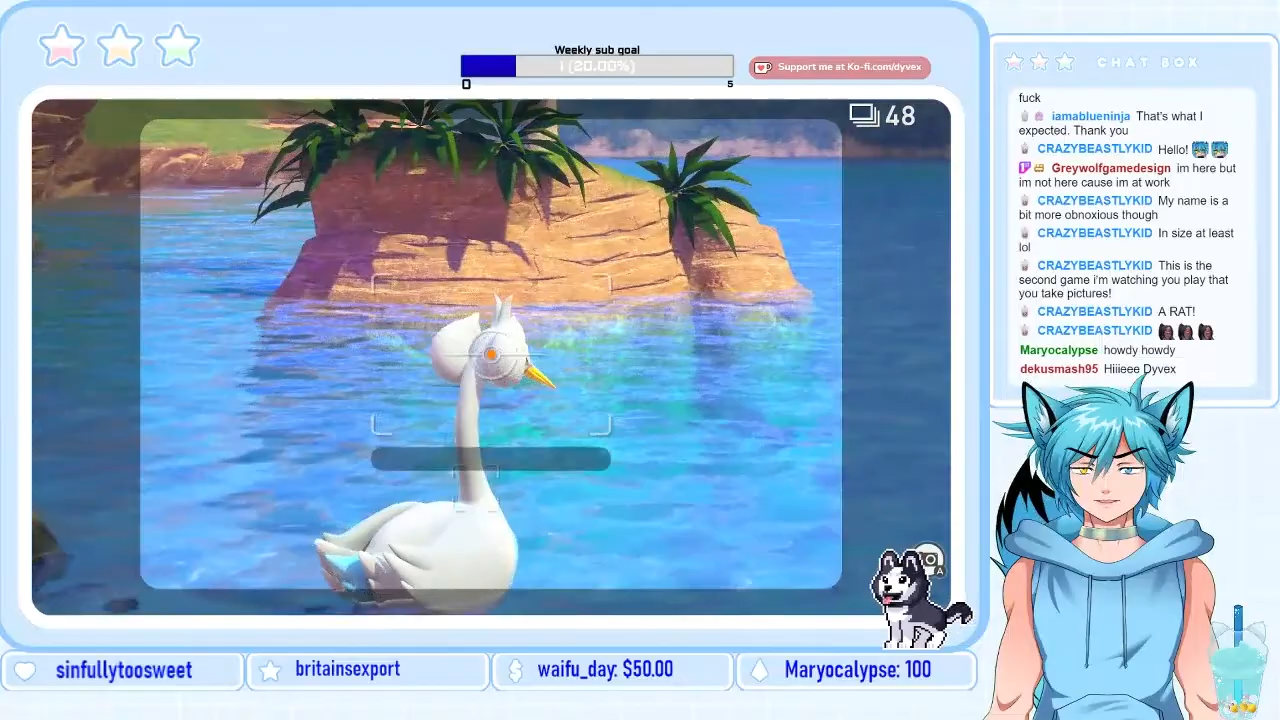 Weekly sub goal
1 (20.00%)
0
5
Support me at Ko-fi.com/dyvex
48
A
CHAT BOX
fuck
iamablueninja That's what I
expected. Thank you
CRAZYBEASTLYKID Hello!
Greywolfgamedesign im here but
im not here cause im at work
CRAZYBEASTLYKID My name is a
bit more obnoxious though
CRAZYBEASTLYKID In size at least
lol
CRAZYBEASTLYKID This is the
second game i'm watching you play that
you take pictures!
CRAZYBEASTLYKID A RAT!
CRAZYBEASTLYKID
Maryocalypse howdy howdy
dekusmash95 Hiiieee Dyvex
sinfullytoosweet
britainsexport
waifu_day: $50.00
Maryocalypse: 100